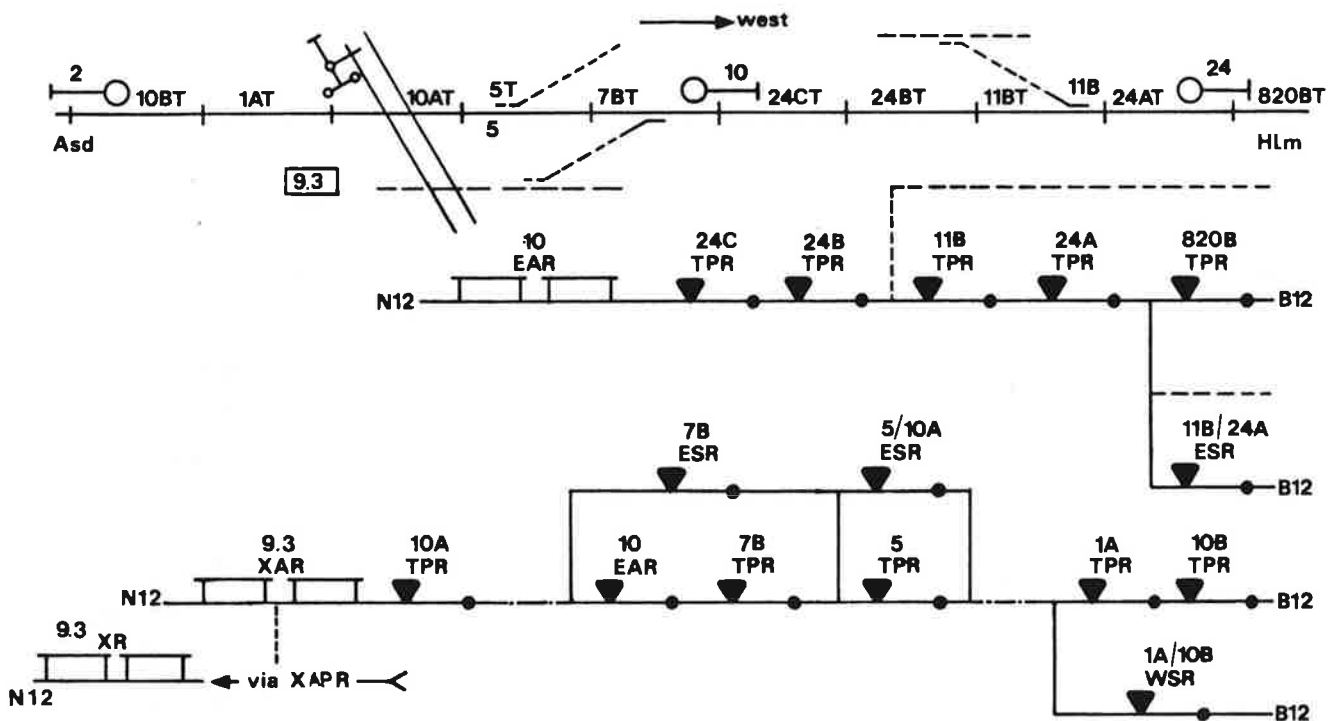 west
2
10BT
1AT
10AT
5T
7BT
10
24CT
24BT
11BT
11B
24AT
24
820BT
Asd
5
Hlm
9.3
10
EAR
24C
TPR
24B
TPR
11B
TPR
24A
TPR
820B
TPR
N12
B12
7B
ESR
5/10A
ESR
11B/24A
ESR
B12
9.3
XAR
10A
TPR
10
EAR
7B
TPR
5
TPR
1A
TPR
10B
TPR
N12
B12
9.3
XR
via XAPR
N12
1A/10B
WSR
B12